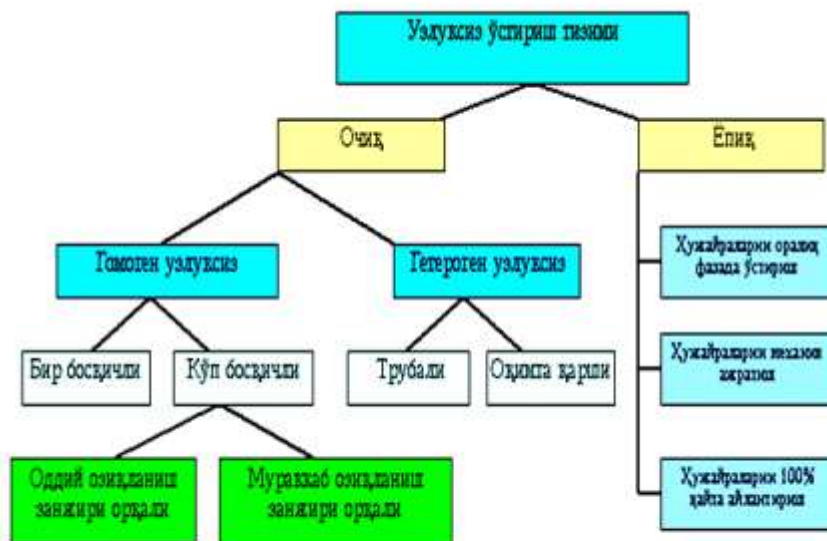 Узлуксиз ўстириш тизими
Очиқ
Ёпиқ
Гомоген узлуксиз
Гетероген узлуксиз
Ҳужайраларни оралиқ
фазада ўстириш
Бир босқичли
Кўп босқичли
Трубали
Оқимга қарши
Ҳужайраларни механик
ажратиш
Оддий озиқланиш
занжири орқали
Мураккаб озиқланиш
занжири орқали
Ҳужайраларни 100%
қайта айлантириш